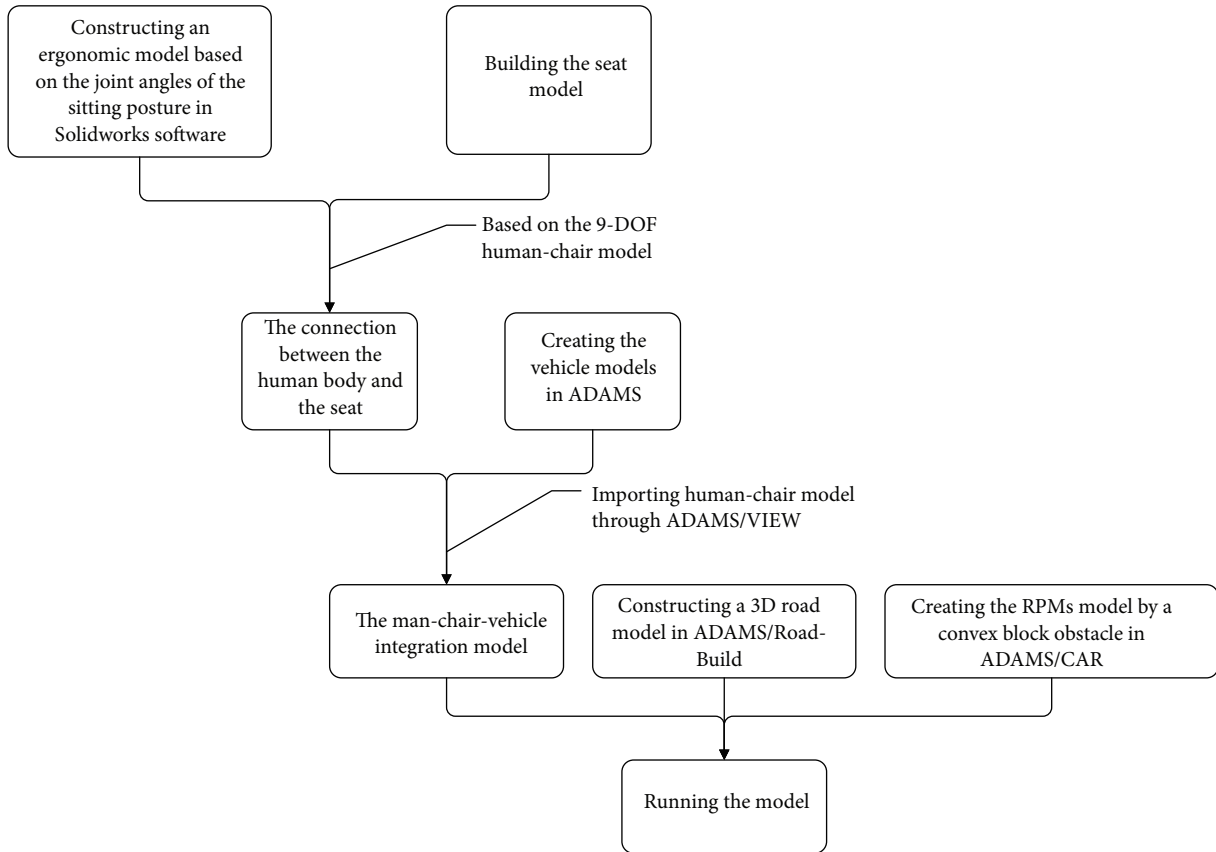 Constructing an
ergonomic model based
on the joint angles of the
sitting posture in
Solidworks software
Building the seat
model
Based on the 9-DOF
human-chair model
The connection
between the
human body and
the seat
Creating the
vehicle models
in ADAMS
Importing human-chair model
through ADAMS/VIEW
The man-chair-vehicle
integration model
Constructing a 3D road
model in ADAMS/Road-
Build
Creating the RPMs model by a
convex block obstacle in
ADAMS/CAR
Running the model